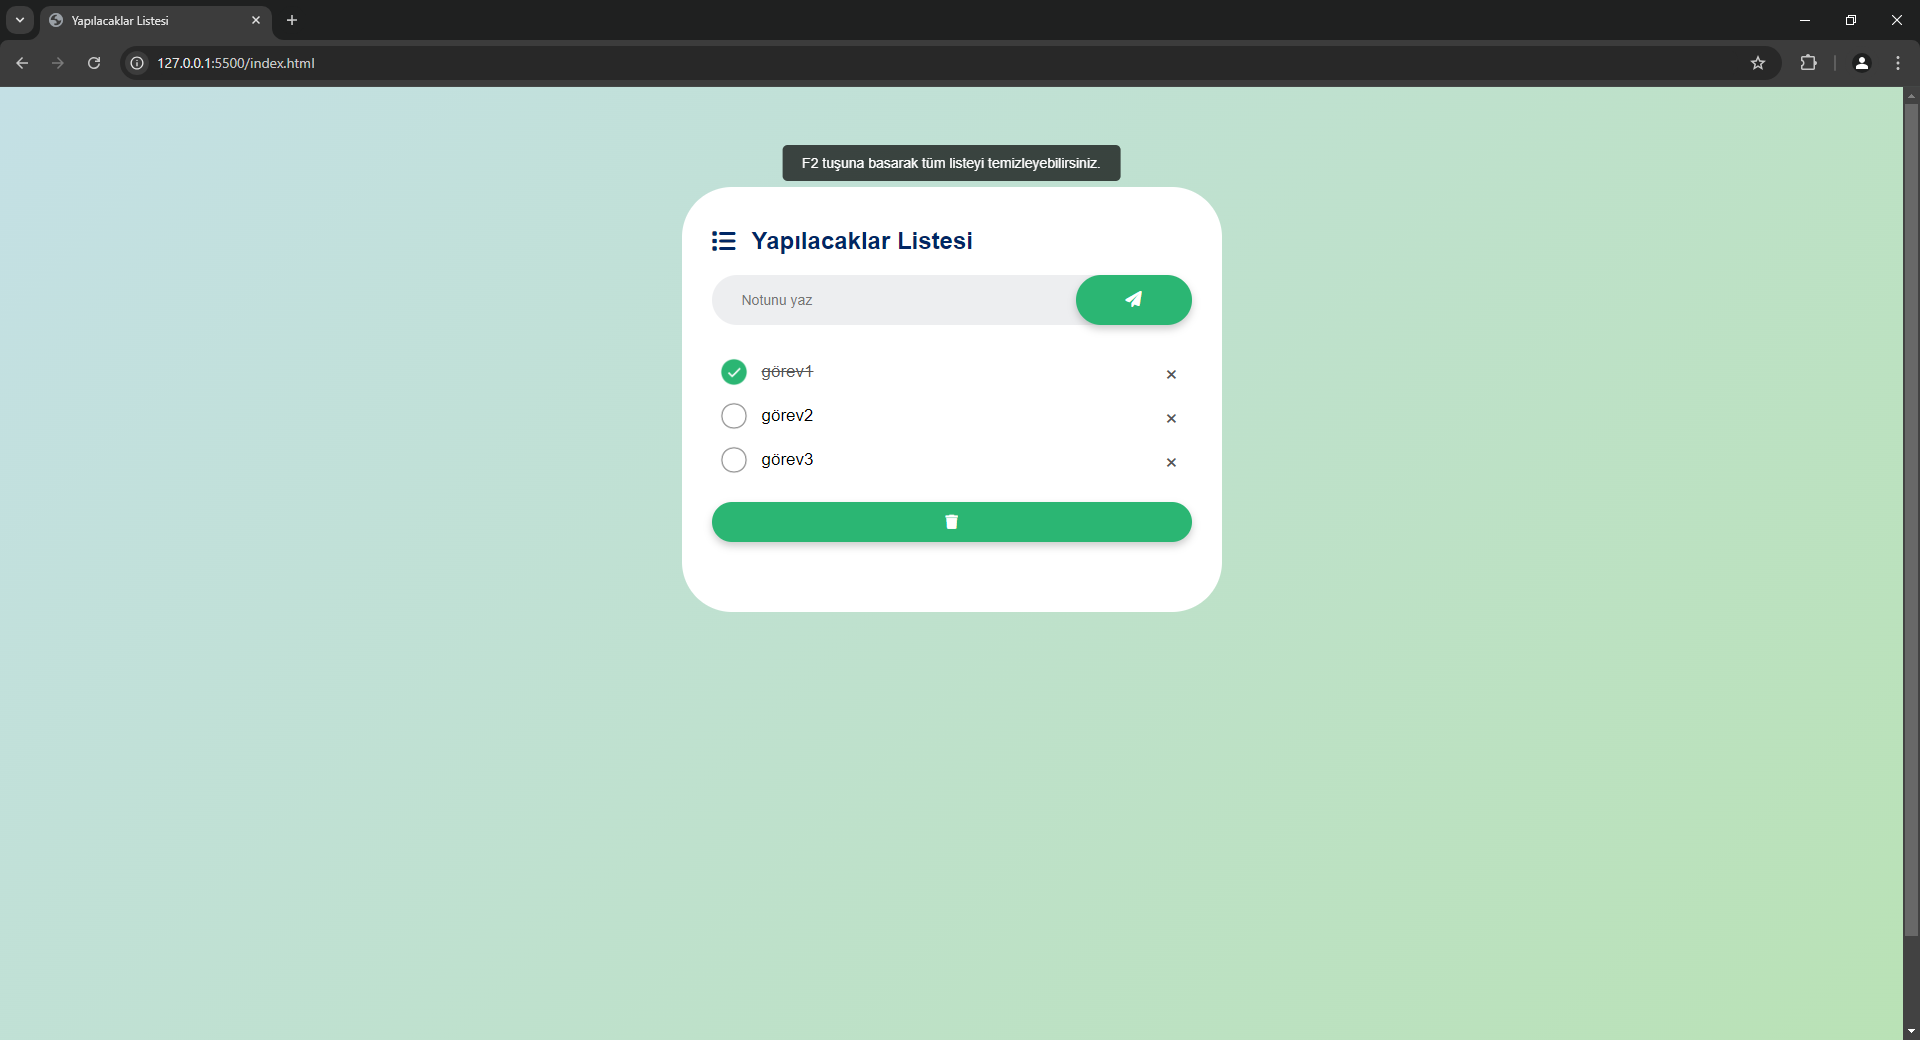 Yapılacaklar Listesi
127.0.0.1:5500/index.html
F2 tuşuna basarak tüm listeyi temizleyebilirsiniz.
Yapılacaklar Listesi
Notunu yaz
görev1
görev2
görev3